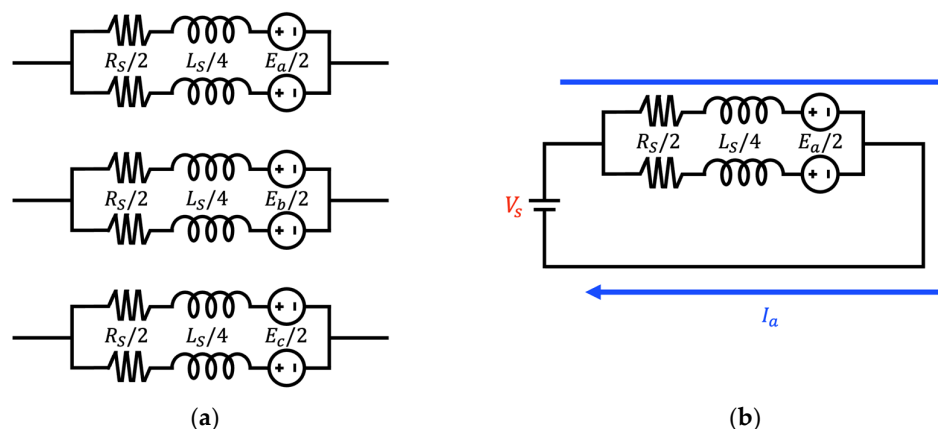 R_S/2 L_S/4 E_a/2
R_S/2 L_S/4 E_b/2
R_S/2 L_S/4 E_c/2
(a)
R_S/2 L_S/4 E_a/2
V_s
I_a
(b)